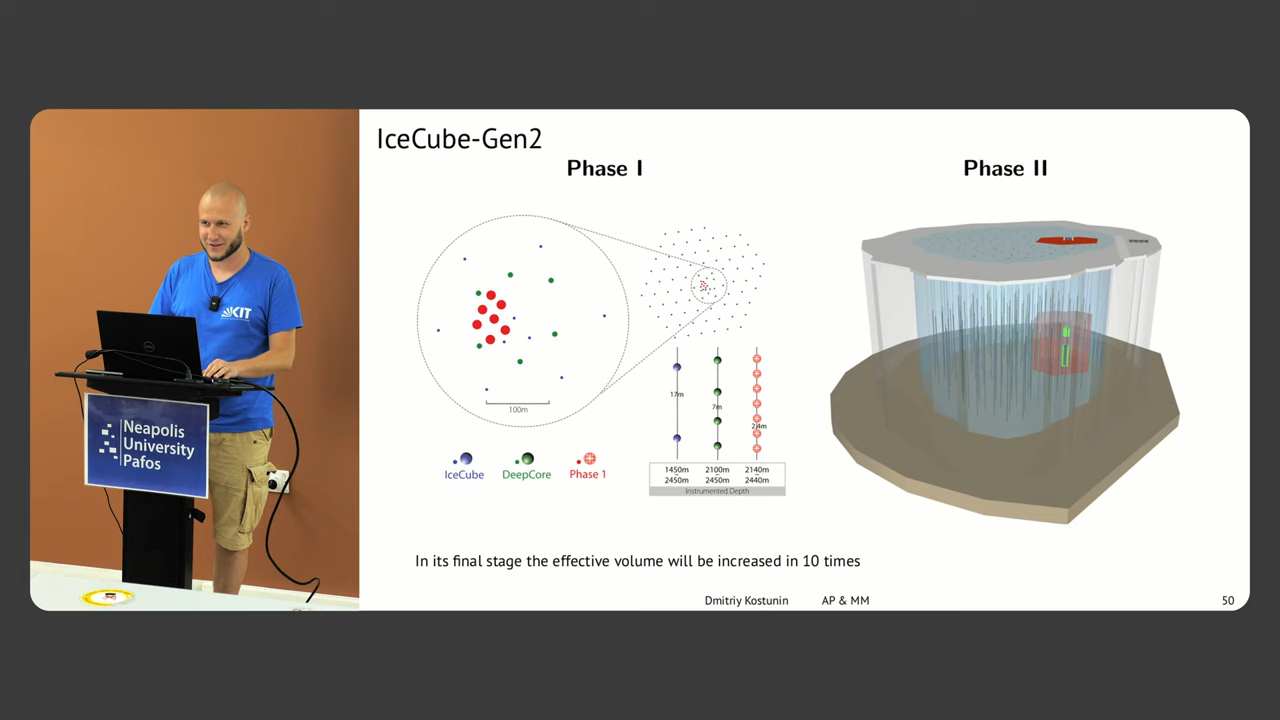 IceCube-Gen2
Phase I
Phase II
100m
17m
7m
2.4m
IceCube
DeepCore
Phase 1
1450m
2450m
2100m
2450m
2140m
2440m
Instrumented Depth
In its final stage the effective volume will be increased in 10 times
Dmitriy Kostunin
AP & MM
50
KIT
DELL
Neapolis
University
Pafos